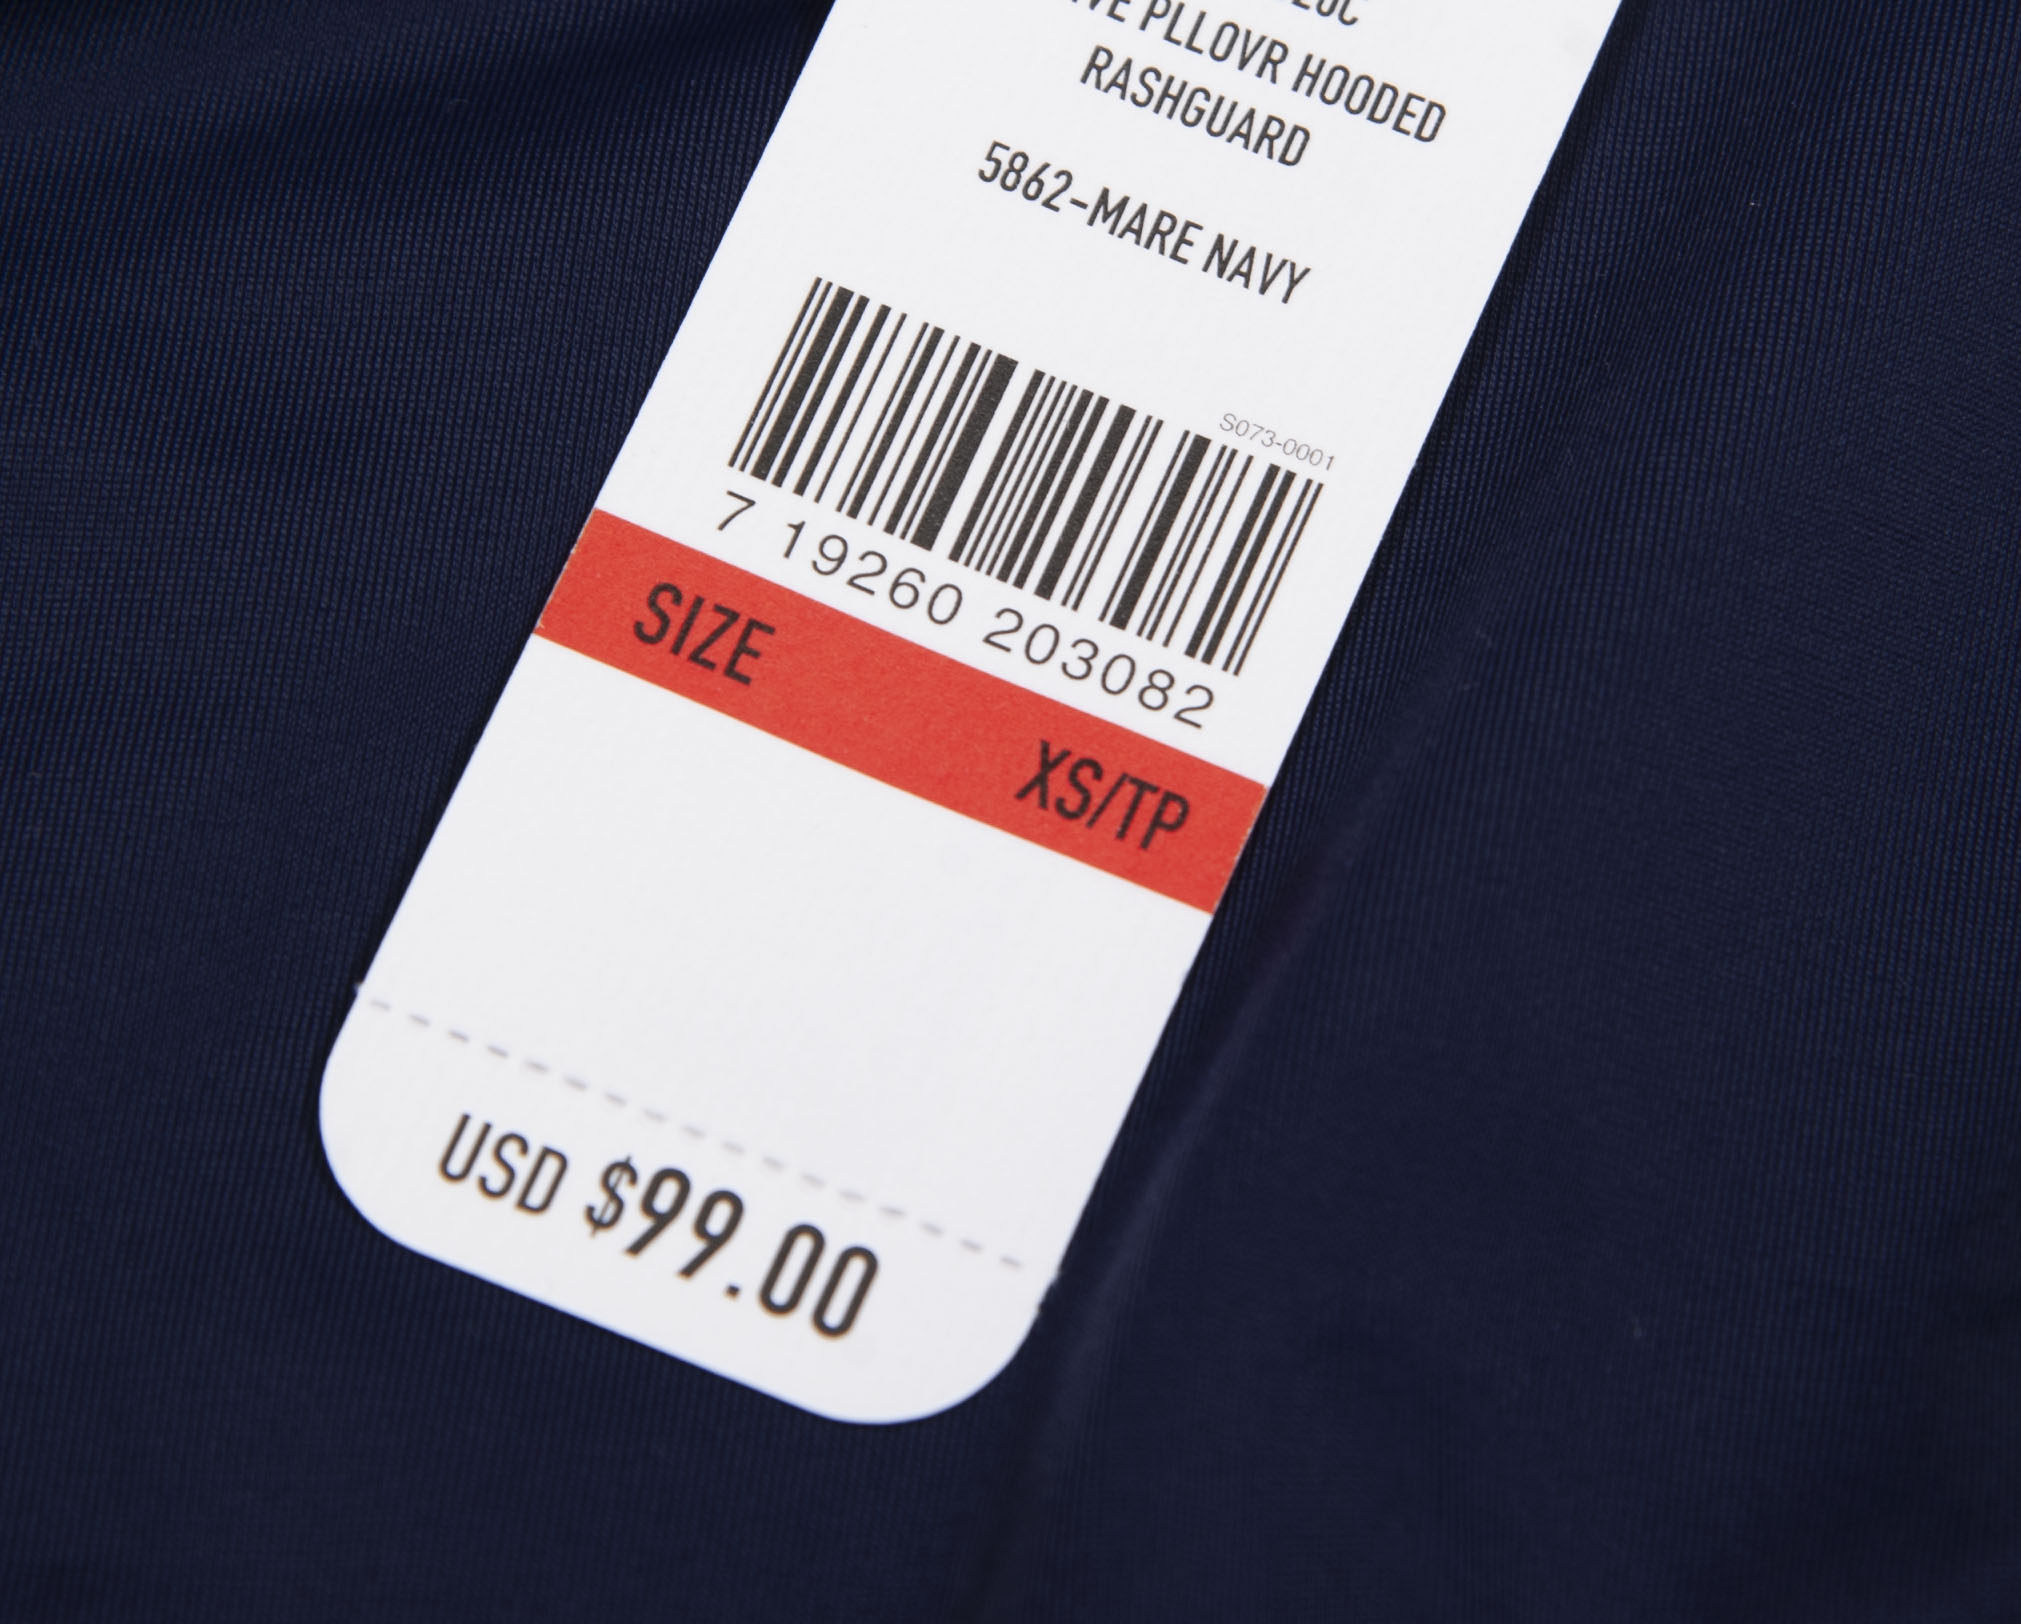 PLLOVR HOODED
RASHGUARD
5862-MARE NAVY
S073-0001
7 19260 203082
SIZE XS/TP
USD $99.00